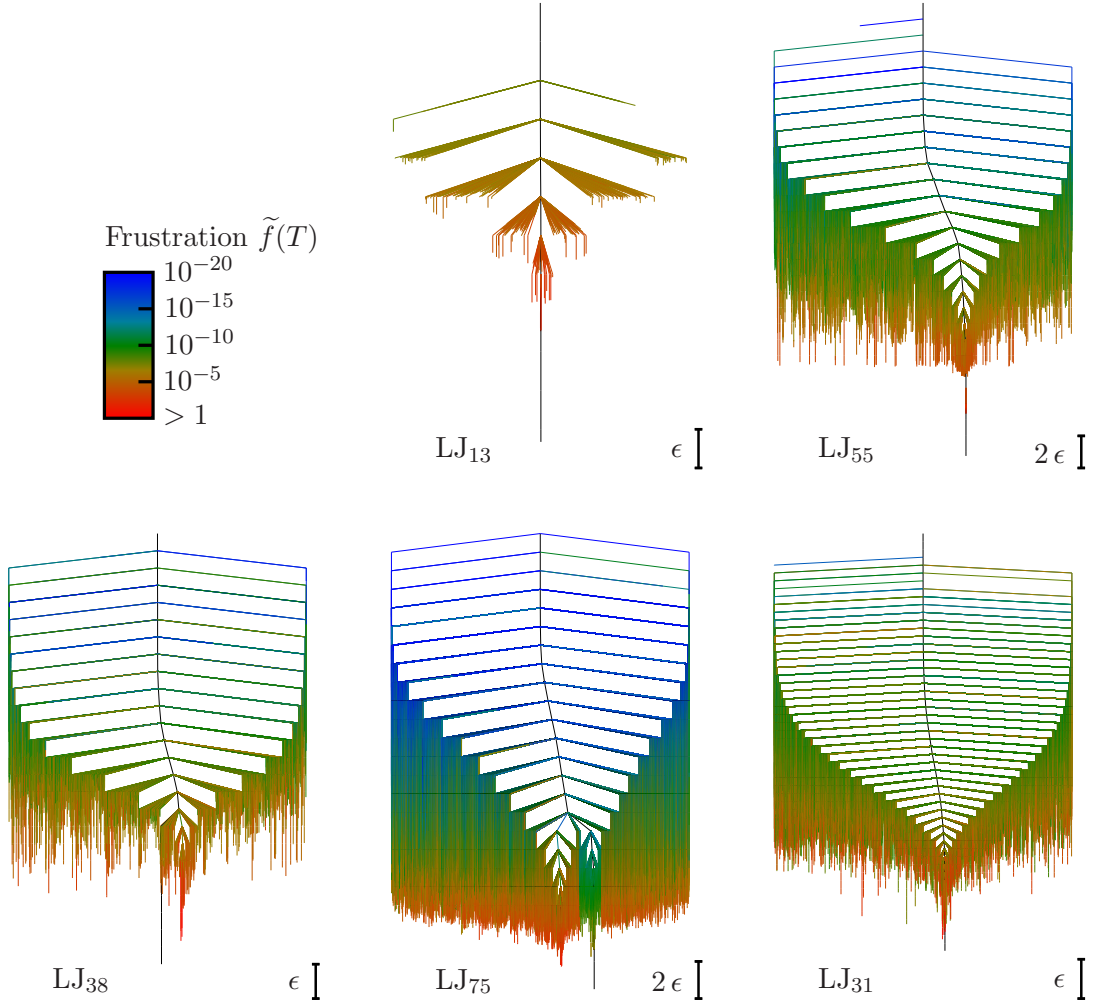 Frustration f̃(T)
10⁻²⁰
10⁻¹⁵
10⁻¹⁰
10⁻⁵
> 1
LJ₁₃ ϵ
LJ₅₅ 2 ϵ
LJ₃₈ ϵ
LJ₇₅ 2 ϵ
LJ₃₁ ϵ